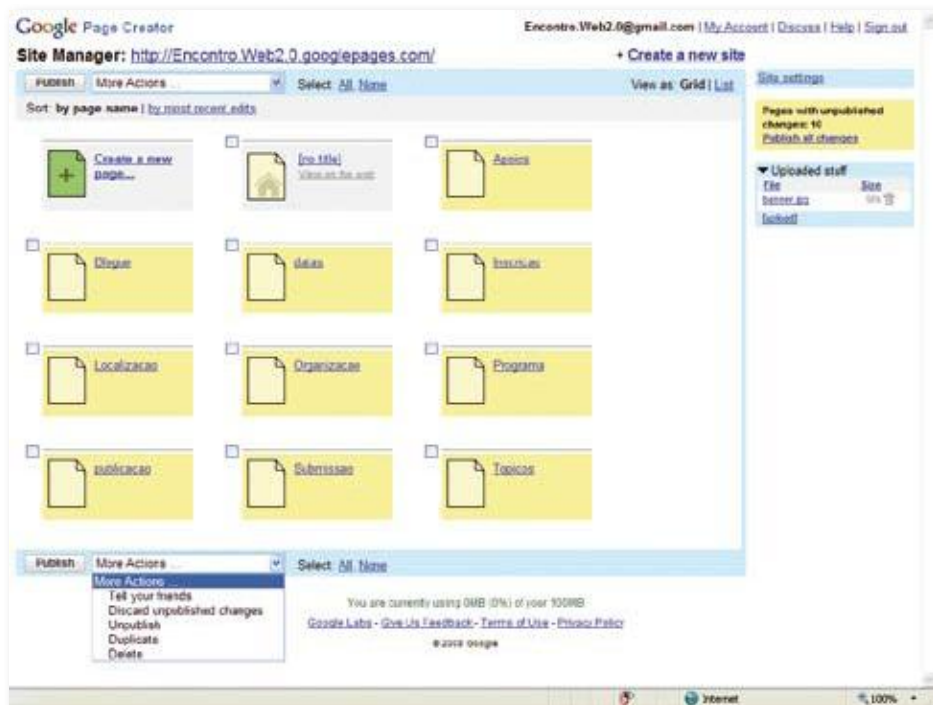 Google Page Creator
Encontro.Web2.0@gmail.com | My Account | Discuss | Help | Sign out
Site Manager: http://Encontro.Web2.0.googlepages.com/
+ Create a new site
Publish More Actions ... Select: All, None View as: Grid | List
Site settings
Sort: by page name | by most recent edits
Pages with unpublished
changes: 10
Publish all changes
Create a new
page...
[no title]
View on the web
Apoios
Uploaded stuff
File Size
banner.jpg
[upload]
datas
Inscricao
Localizacao
Organizacao
Programa
publicacao
Submissao
Topicos
Publish More Actions ... Select: All, None
More Actions ...
Tell your friends
Discard unpublished changes
Unpublish
Duplicate
Delete
You are currently using 0MB (0%) of your 100MB
Google Labs - Give Us Feedback - Terms of Use - Privacy Policy
Google
Internet
100%